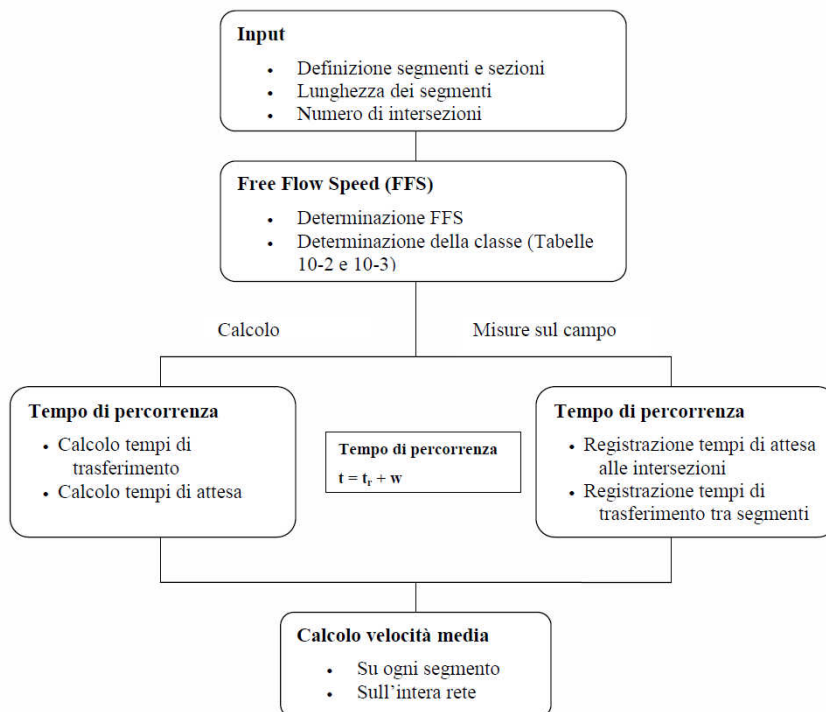 Input
• Definizione segmenti e sezioni
• Lunghezza dei segmenti
• Numero di intersezioni
Free Flow Speed (FFS)
• Determinazione FFS
• Determinazione della classe (Tabelle
10-2 e 10-3)
Calcolo
Misure sul campo
Tempo di percorrenza
• Calcolo tempi di
trasferimento
• Calcolo tempi di attesa
Tempo di percorrenza
t = tr + w
Tempo di percorrenza
• Registrazione tempi di attesa
alle intersezioni
• Registrazione tempi di
trasferimento tra segmenti
Calcolo velocità media
• Su ogni segmento
• Sull'intera rete